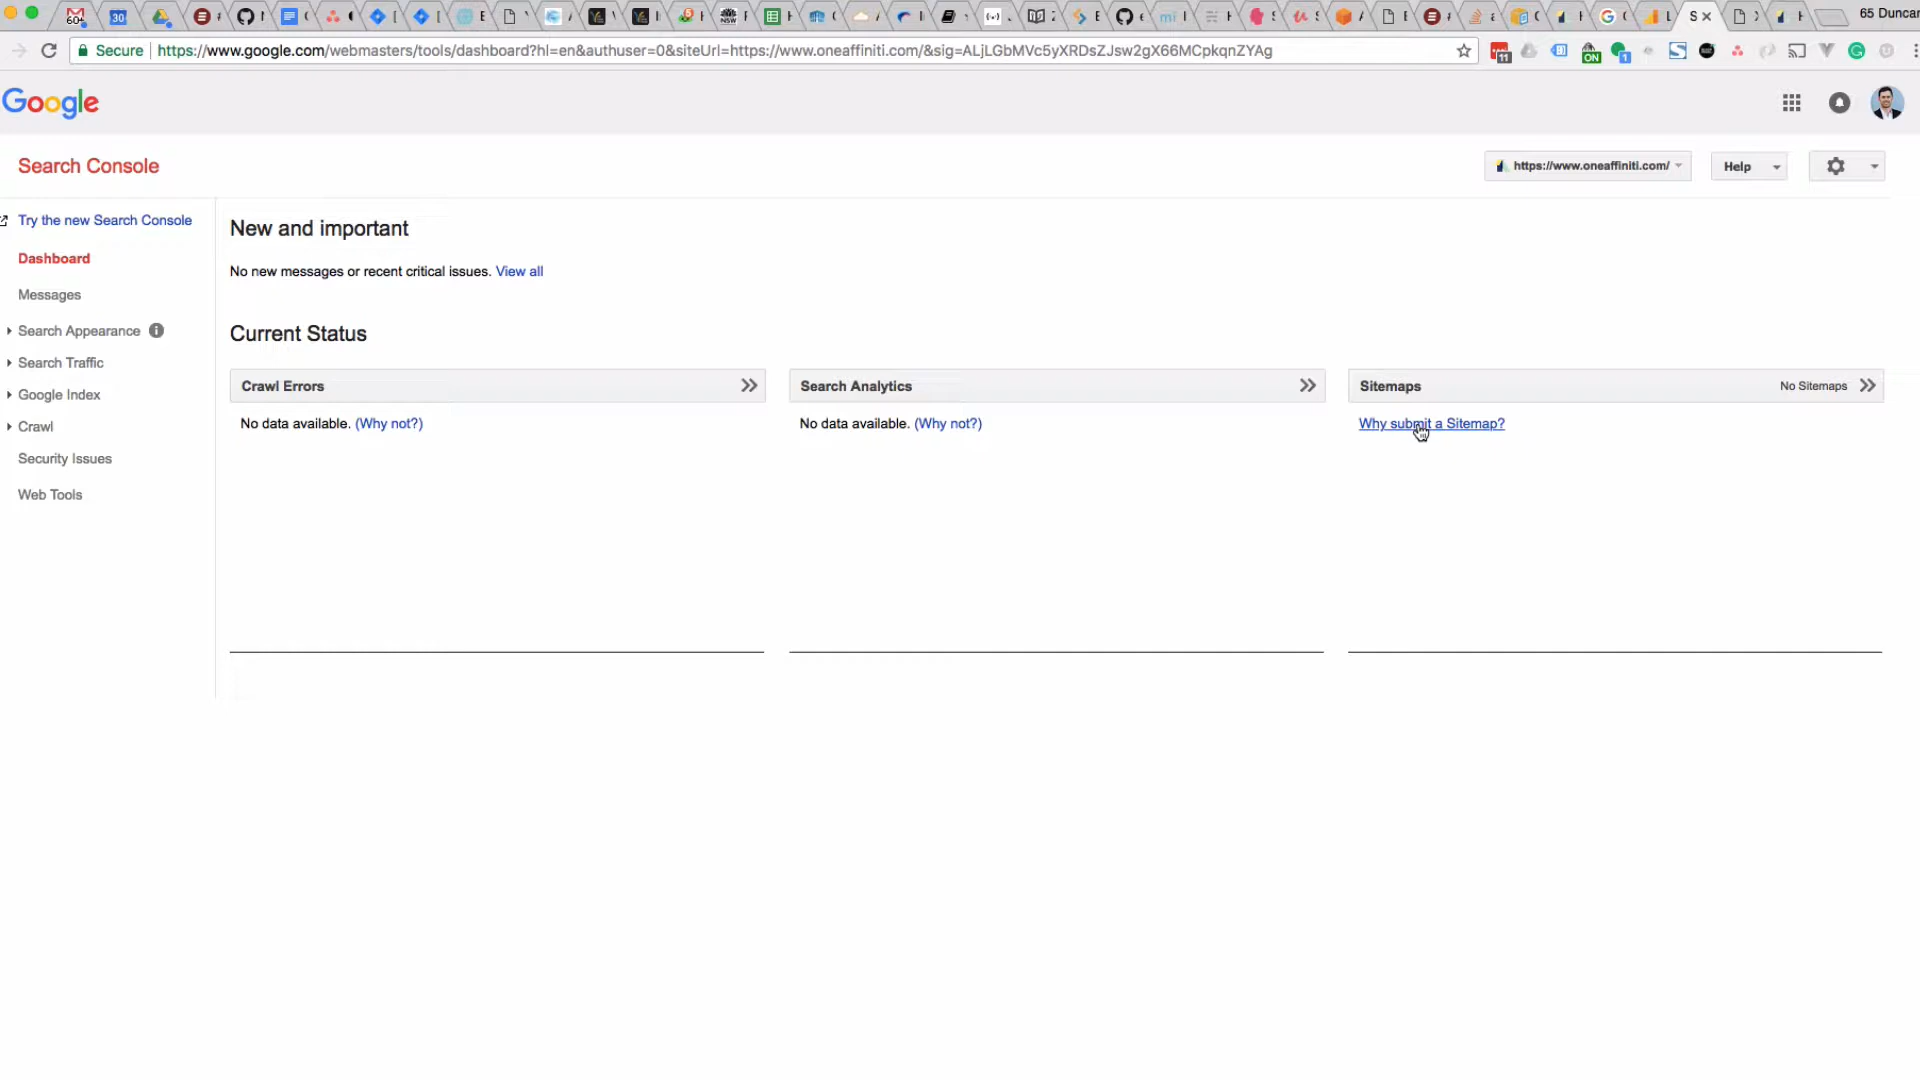 65 Duncan
Secure https://www.google.com/webmasters/tools/dashboard?hl=en&authuser=0&siteUrl=https://www.oneaffiniti.com/&sig=ALjLGbMVc5yXRDsZJsw2gX66MCpkqnZYAg
Google
Search Console
https://www.oneaffiniti.com/
Help
Try the new Search Console
Dashboard
Messages
Search Appearance
Search Traffic
Google Index
Crawl
Security Issues
Web Tools
New and important
No new messages or recent critical issues. View all
Current Status
Crawl Errors
No data available. (Why not?)
Search Analytics
No data available. (Why not?)
Sitemaps No Sitemaps
Why submit a Sitemap?